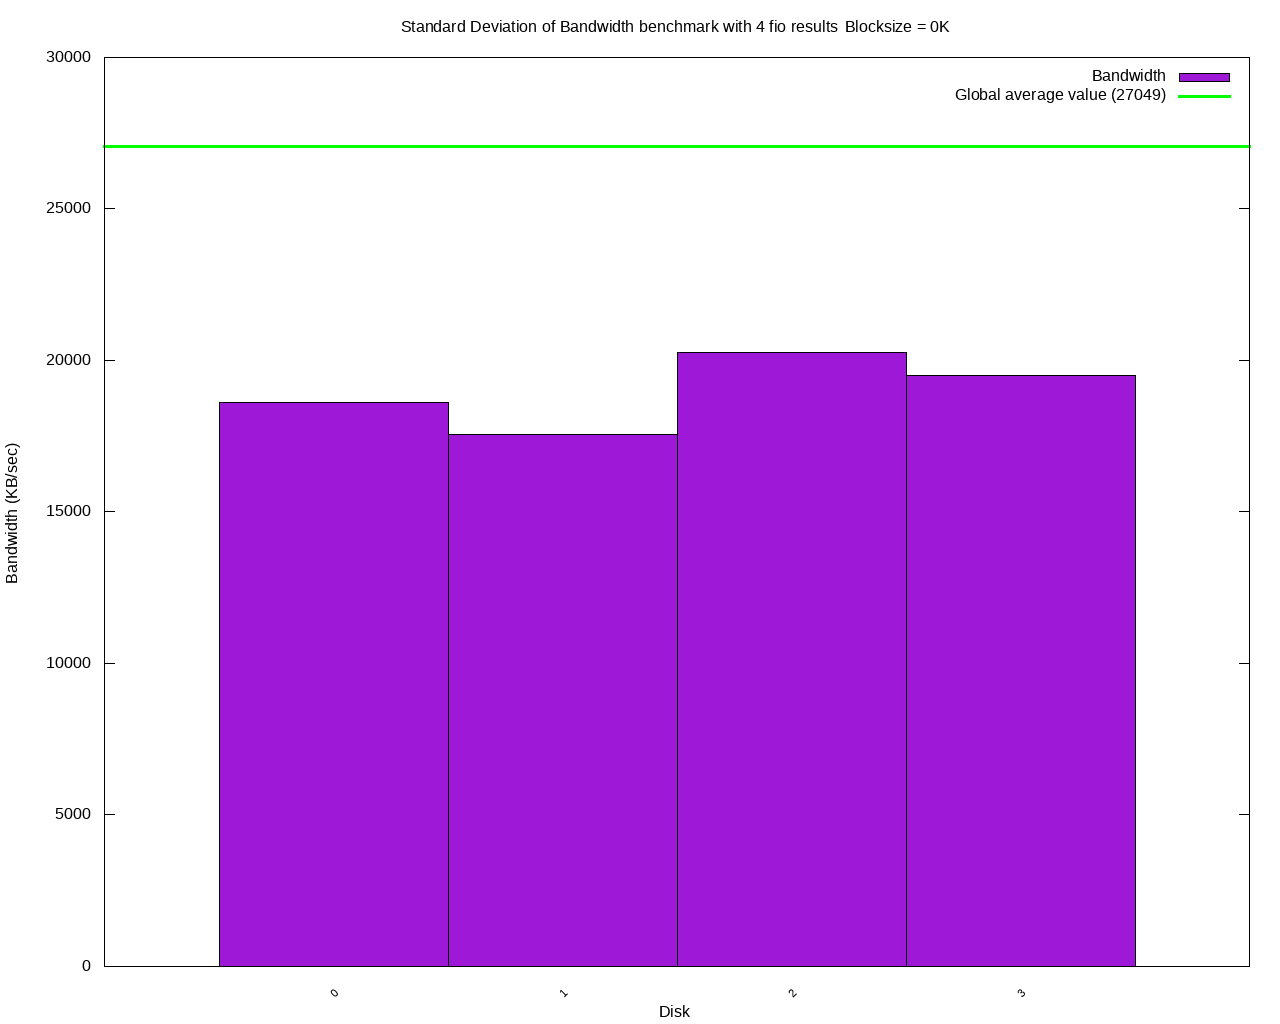 Standard Deviation of Bandwidth benchmark with 4 fio results Blocksize = 0K
Bandwidth
Global average value (27049)
30000
25000
20000
15000
10000
5000
0
Bandwidth (KB/sec)
0
1
2
3
Disk